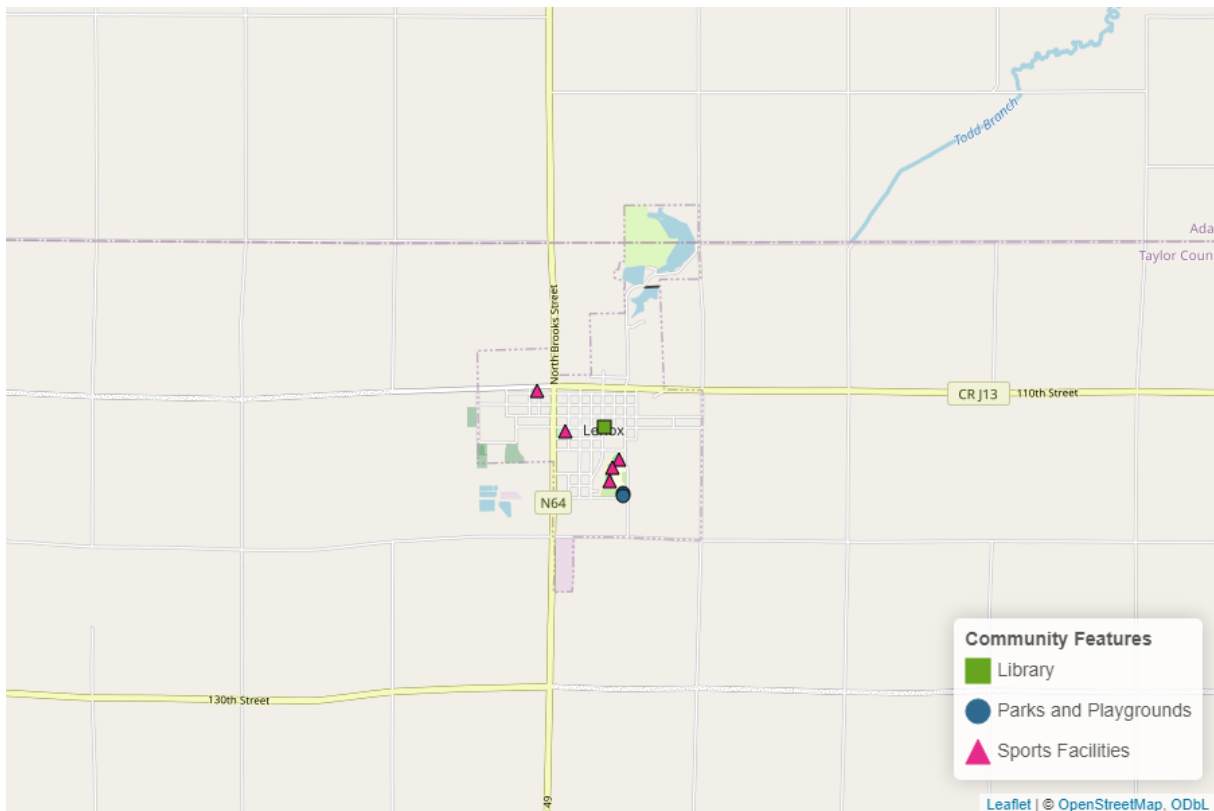 Todd Branch
Ada
Taylor Coun
North Brooks Street
CR J13
110th Street
Lenox
N64
130th Street
49
Community Features
Library
Parks and Playgrounds
Sports Facilities
Leaflet | © OpenStreetMap, ODbL